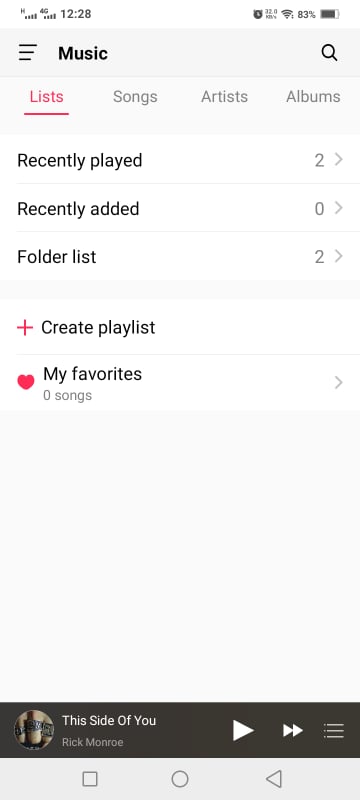 H 4G 12:28 32.0 KB/s 83%
Music
Lists Songs Artists Albums
Recently played 2
Recently added 0
Folder list 2
Create playlist
My favorites
0 songs
This Side Of You
Rick Monroe